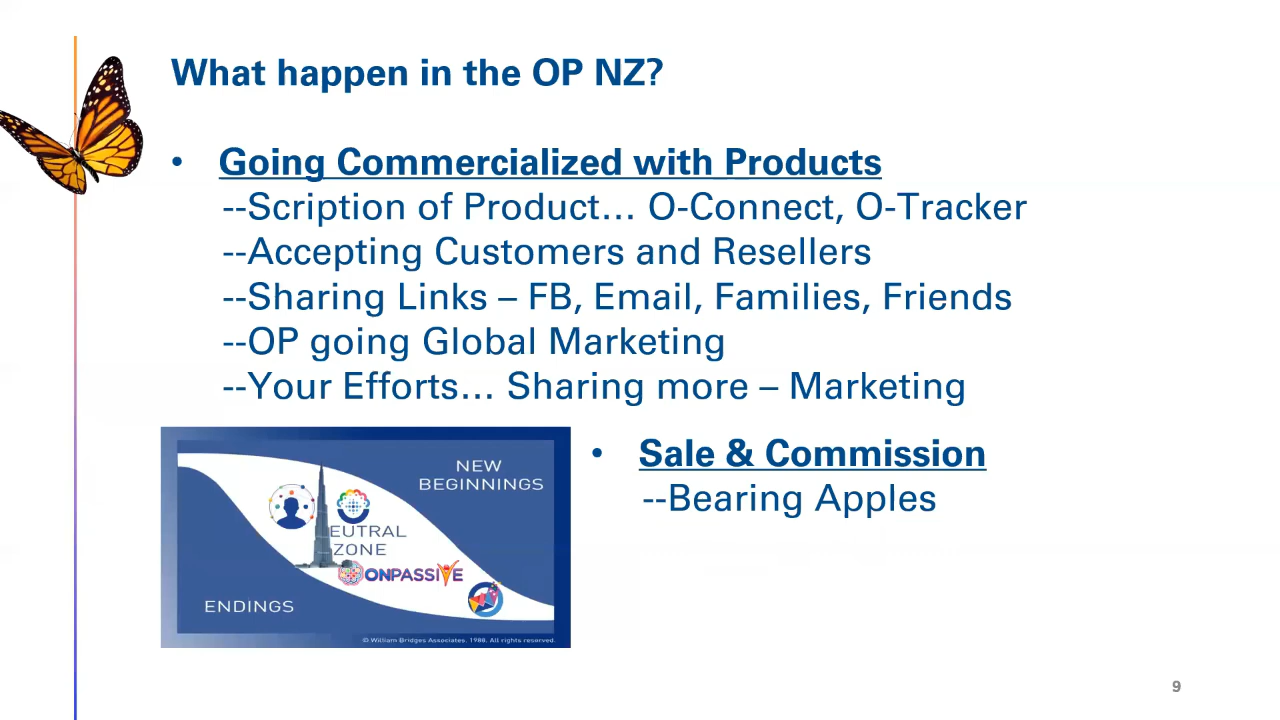 What happen in the OP NZ?
• Going Commercialized with Products
--Scription of Product… O-Connect, O-Tracker
--Accepting Customers and Resellers
--Sharing Links – FB, Email, Families, Friends
--OP going Global Marketing
--Your Efforts… Sharing more – Marketing
• Sale & Commission
--Bearing Apples
NEW
BEGINNINGS
EUTRAL
ZONE
ONPASSIVE
ENDINGS
© William Bridges Associates. 1988. All rights reserved.
9